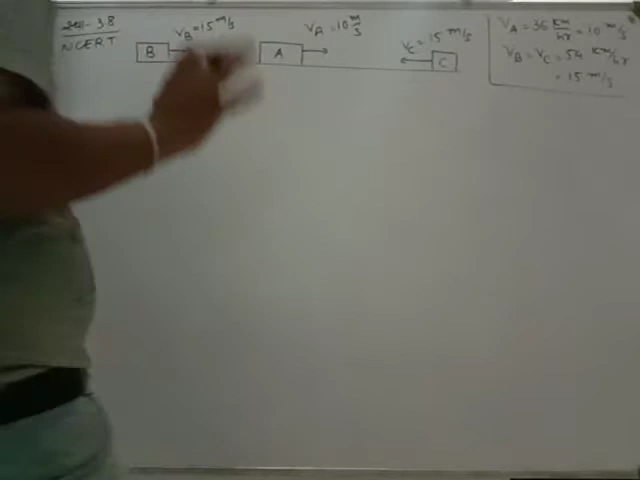 NCERT
V_B = 15 m/s
B
V_A = 10 m/s
A
V_C = 15 m/s
C
V_A = 36 km/hr = 10 m/s
V_B = V_C = 54 km/hr
= 15 m/s